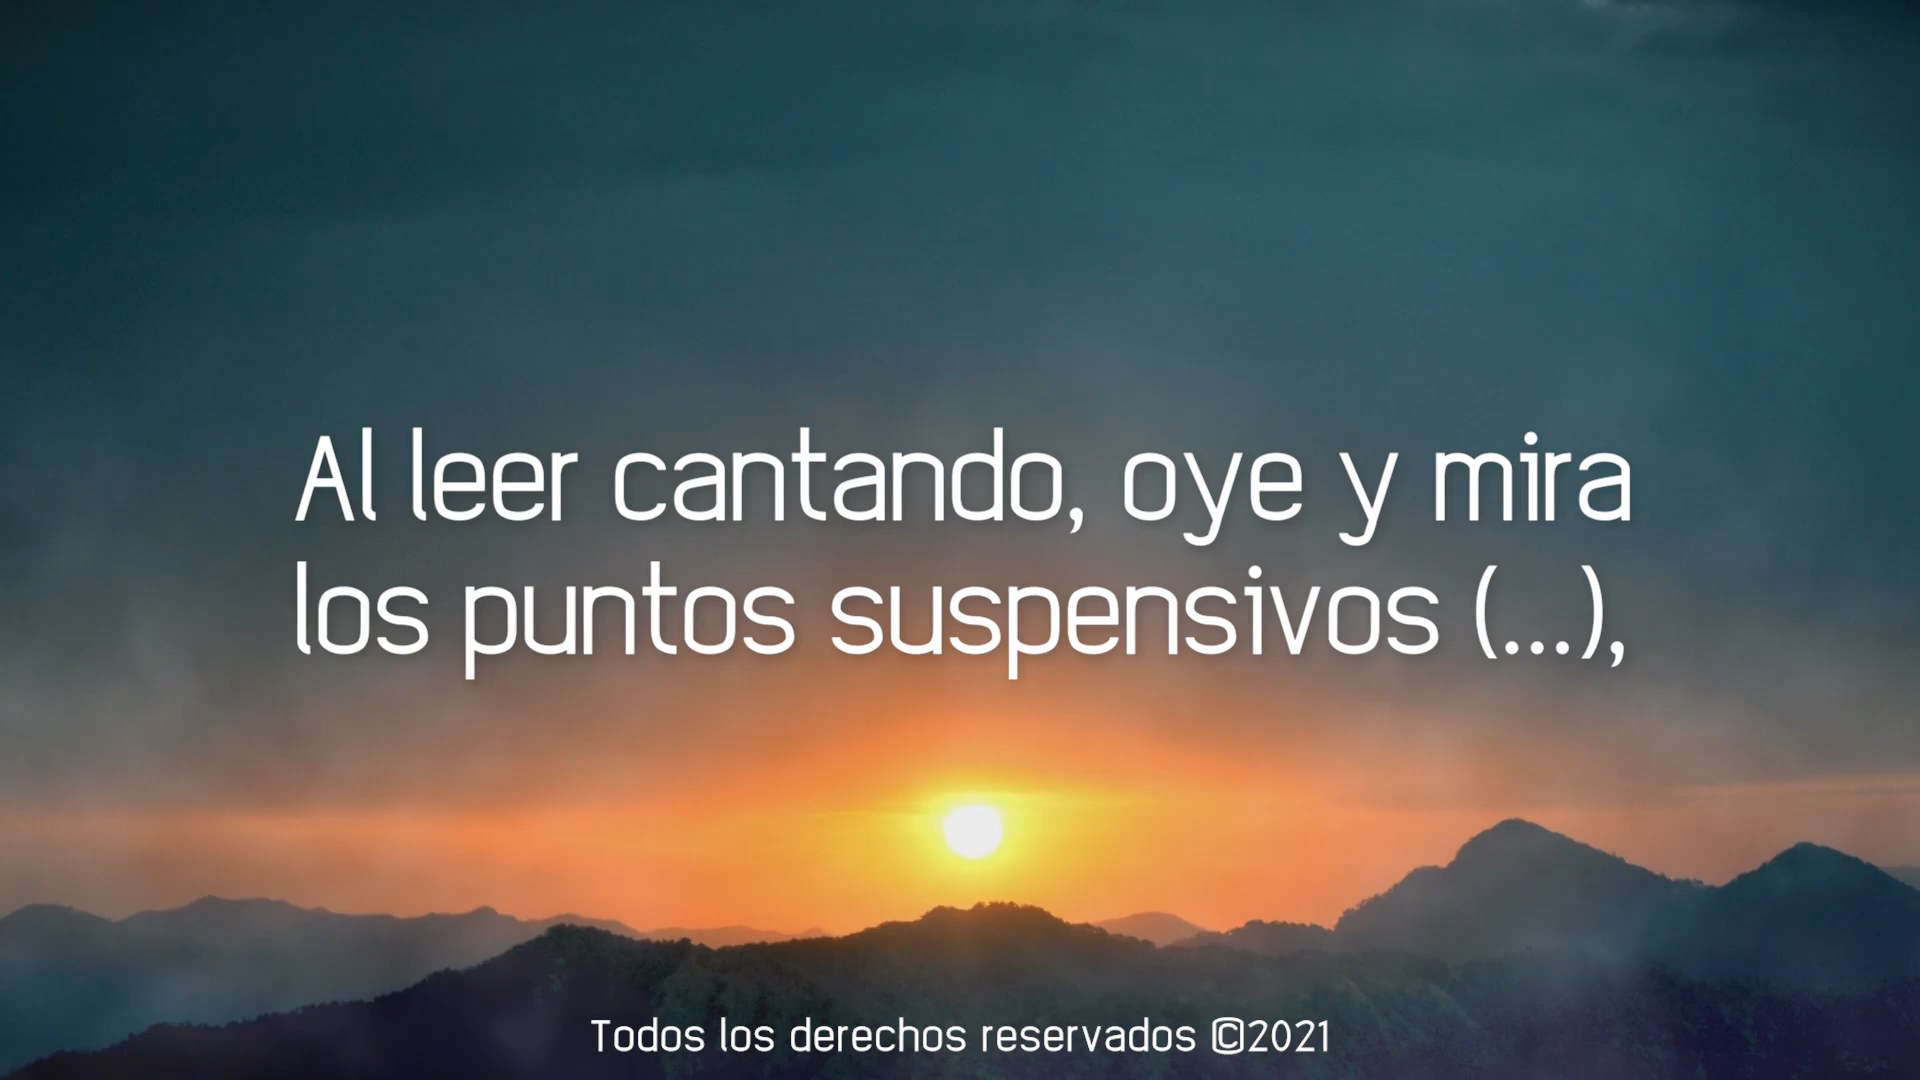 Al leer cantando, oye y mira
los puntos suspensivos (...),
Todos los derechos reservados ©2021